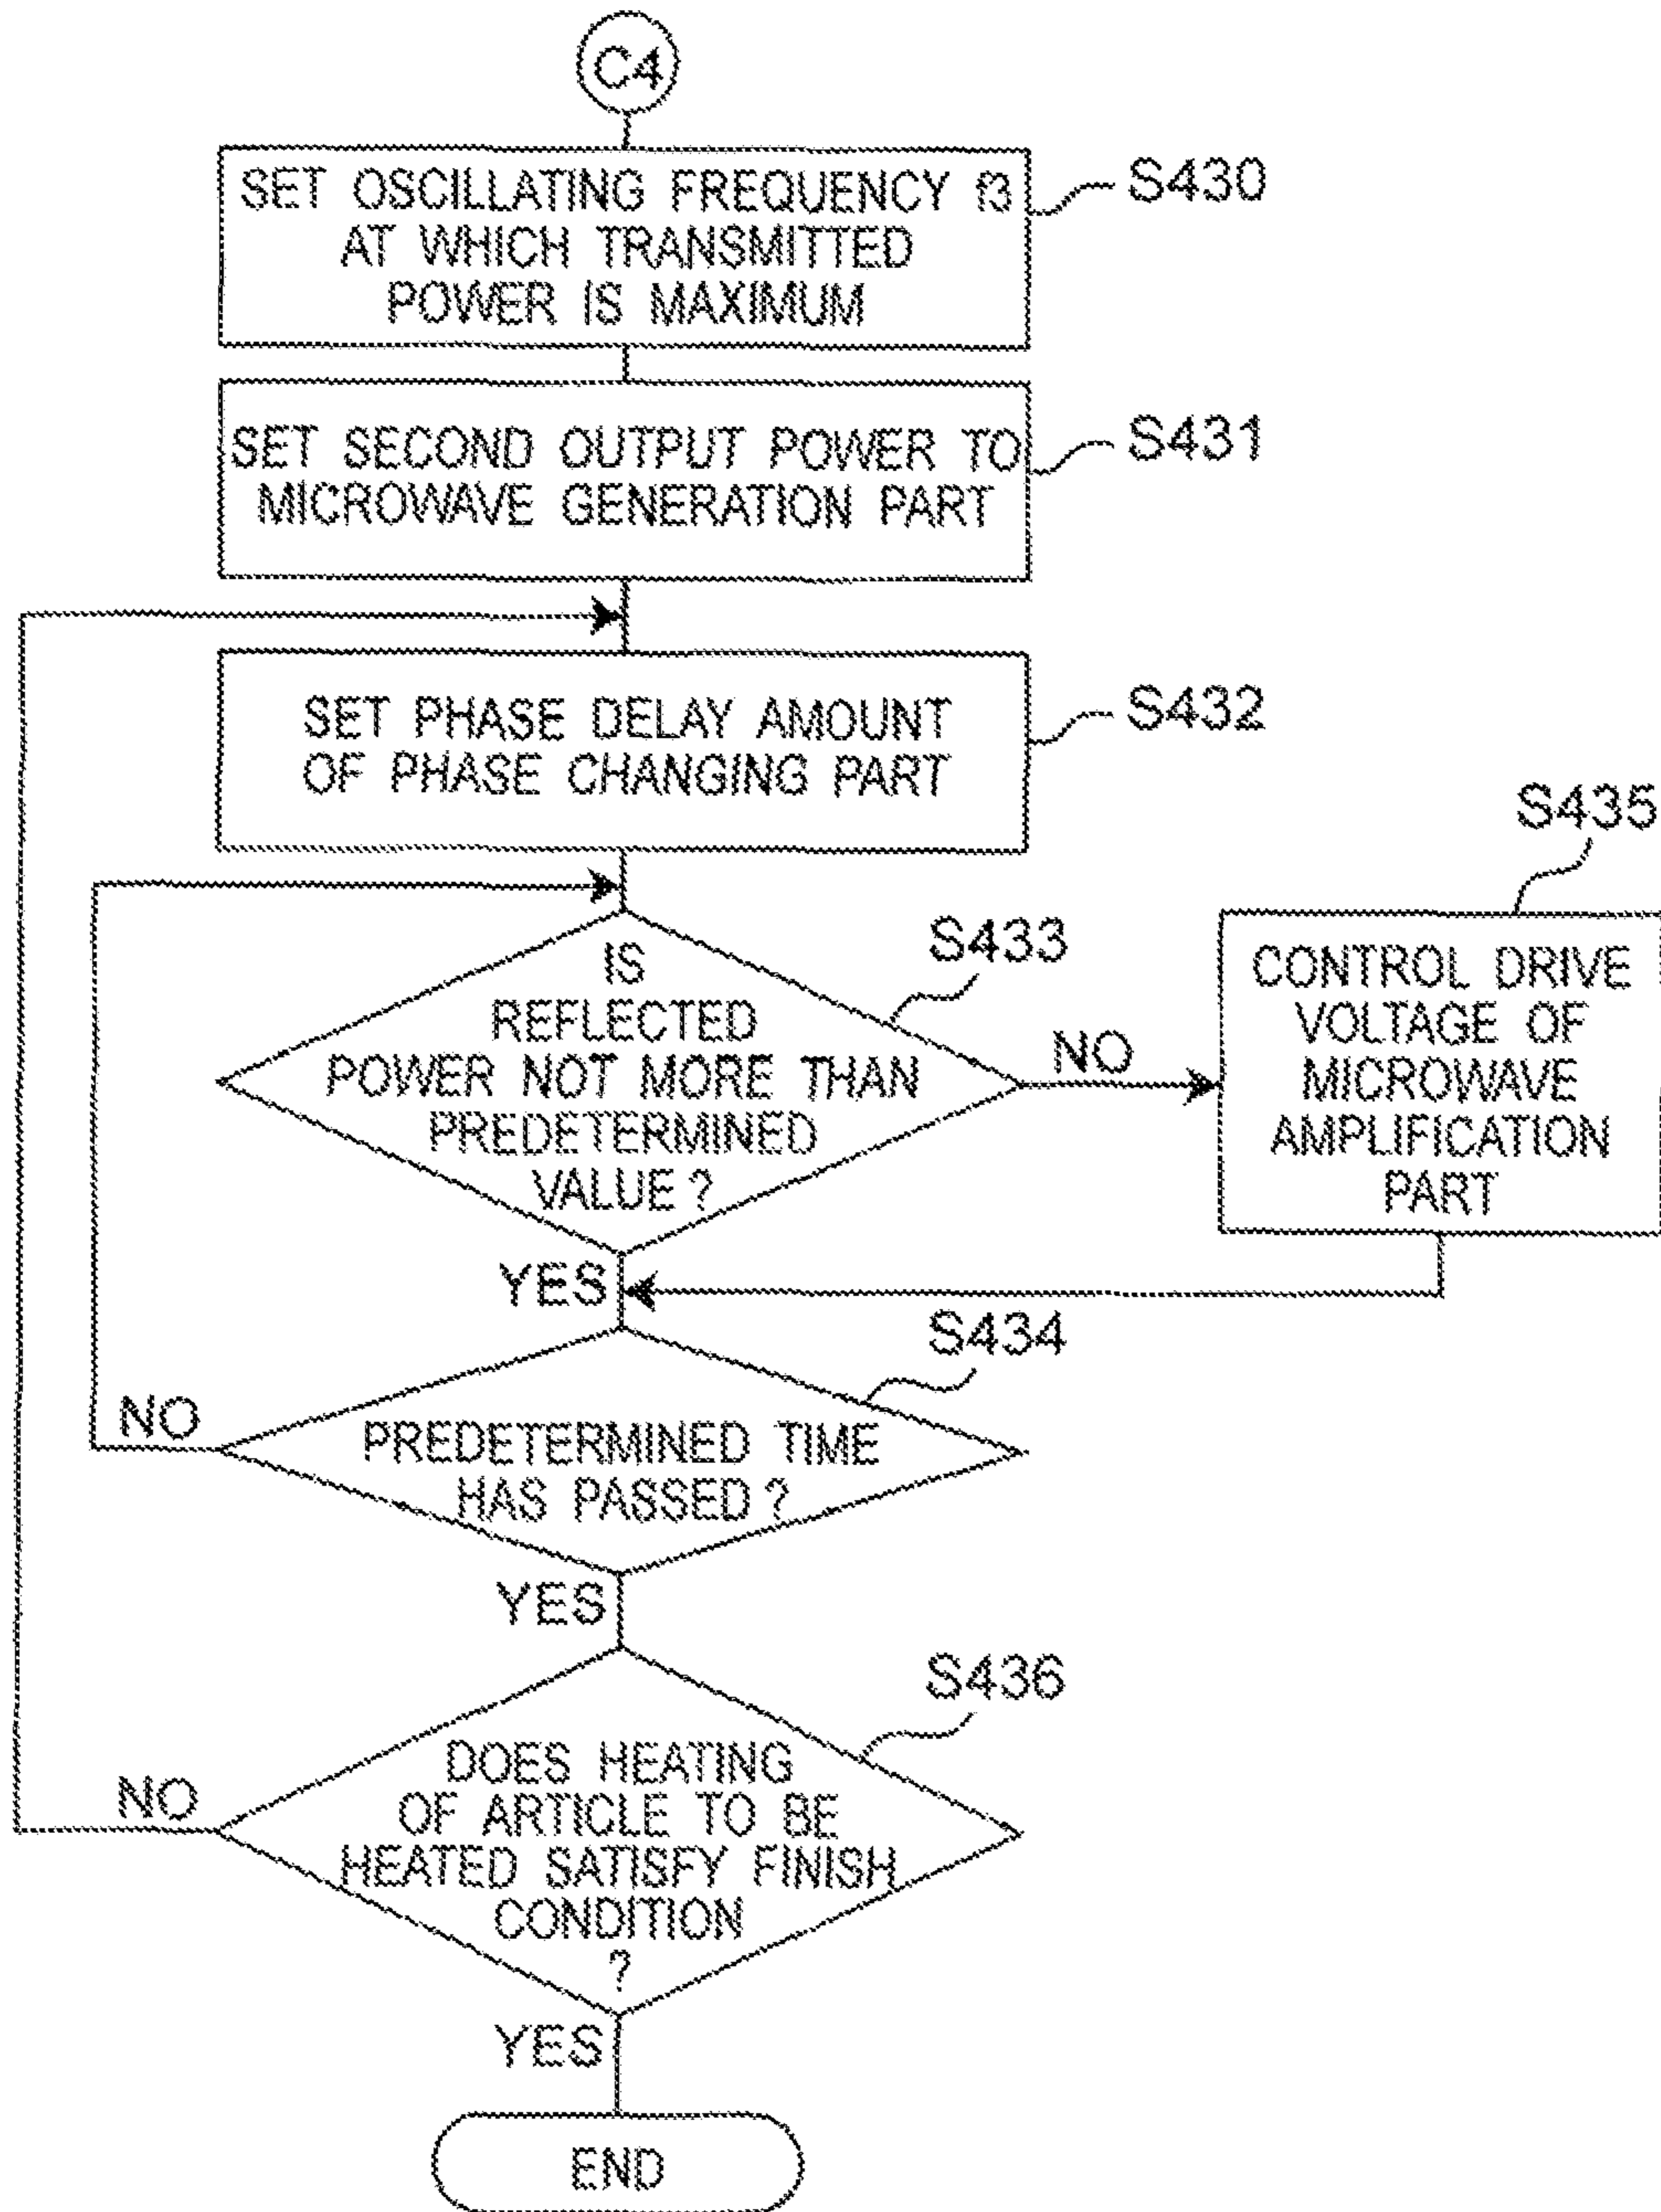 C4
SET OSCILLATING FREQUENCY f3
AT WHICH TRANSMITTED
POWER IS MAXIMUM
S430
SET SECOND OUTPUT POWER TO
MICROWAVE GENERATION PART
S431
SET PHASE DELAY AMOUNT
OF PHASE CHANGING PART
S432
IS
REFLECTED
POWER NOT MORE THAN
PREDETERMINED
VALUE ?
S433
NO
YES
S435
CONTROL DRIVE
VOLTAGE OF
MICROWAVE
AMPLIFICATION
PART
S434
PREDETERMINED TIME
HAS PASSED ?
NO
YES
S436
DOES HEATING
OF ARTICLE TO BE
HEATED SATISFY FINISH
CONDITION
?
NO
YES
END